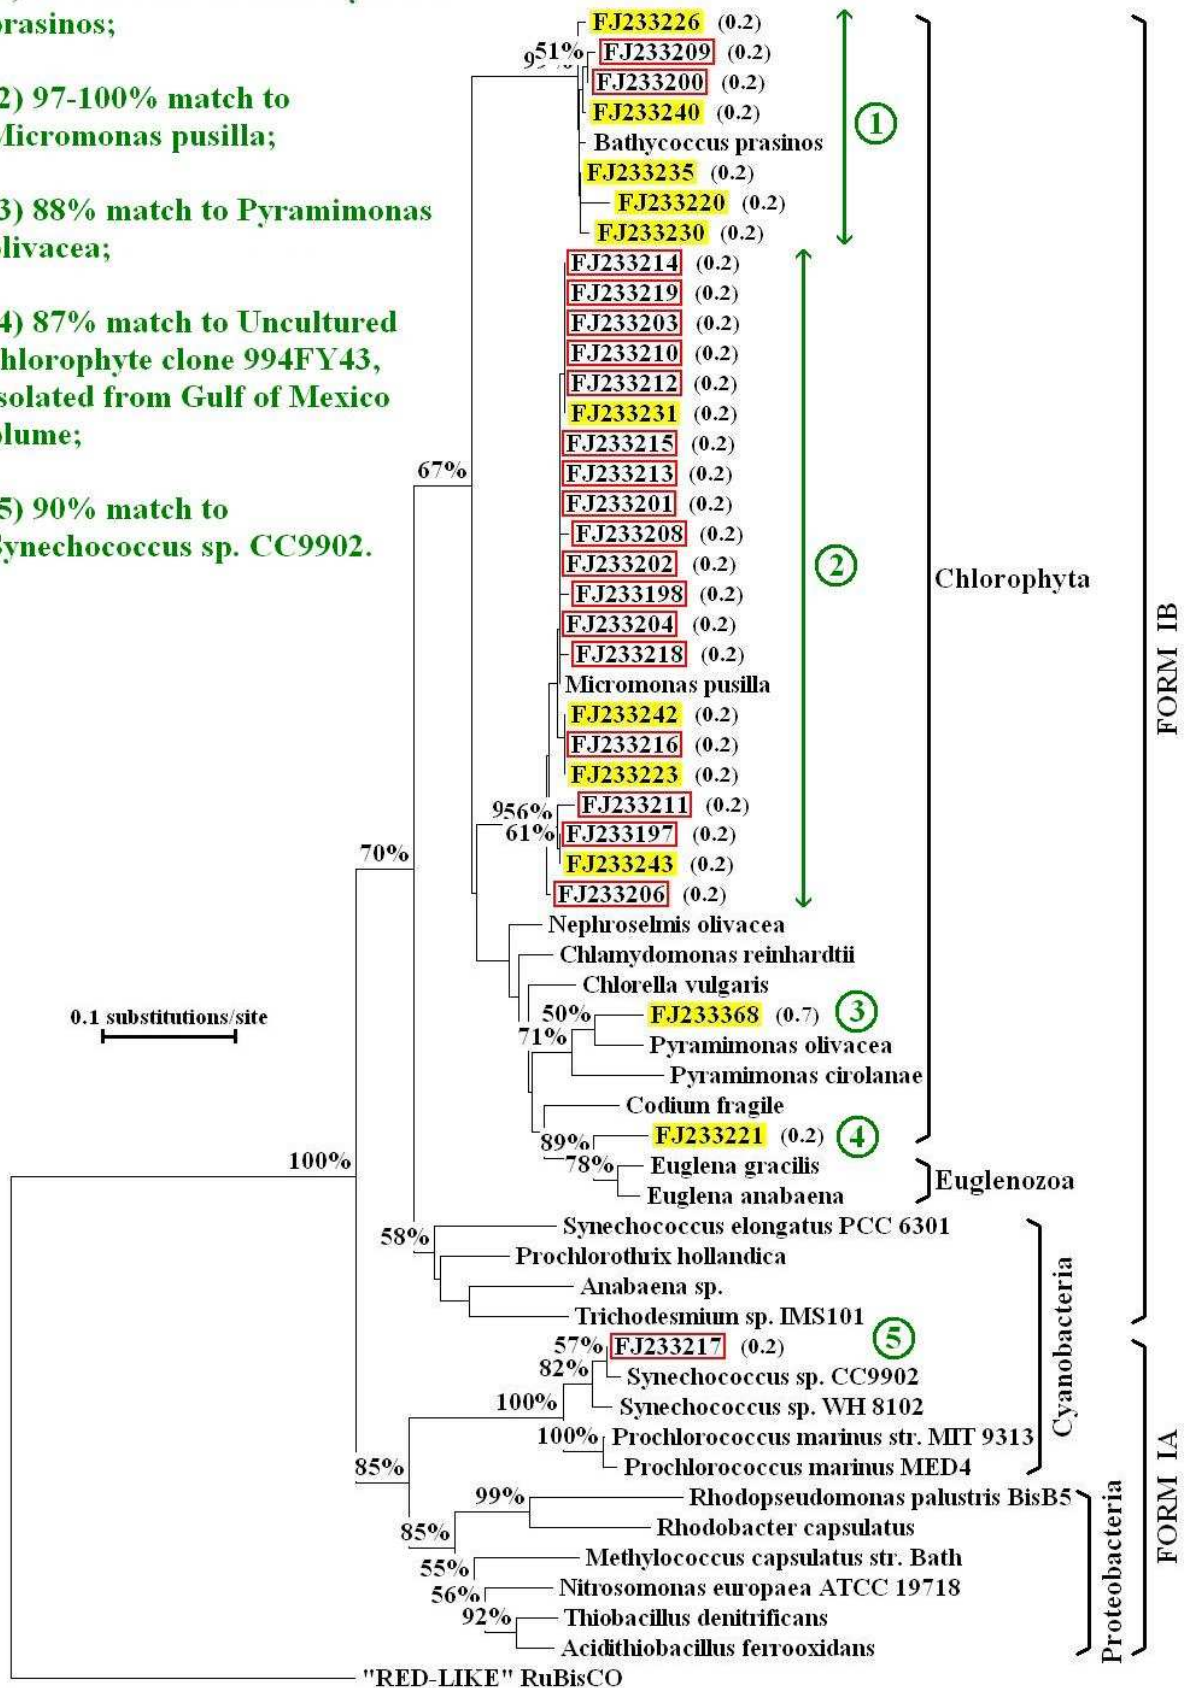 prasinos;
2) 97-100% match to
Micromonas pusilla;
3) 88% match to Pyramimonas
olivacea;
4) 87% match to Uncultured
chlorophyte clone 994FY43,
isolated from Gulf of Mexico
plume;
5) 90% match to
Synechococcus sp. CC9902.
FJ233226 (0.2)
51% FJ233209 (0.2)
FJ233200 (0.2)
FJ233240 (0.2)
1
Bathycoccus prasinos
FJ233235 (0.2)
FJ233220 (0.2)
FJ233230 (0.2)
FJ233214 (0.2)
FJ233219 (0.2)
FJ233203 (0.2)
FJ233210 (0.2)
FJ233212 (0.2)
FJ233231 (0.2)
FJ233215 (0.2)
67% FJ233213 (0.2)
FJ233201 (0.2)
FJ233208 (0.2)
FJ233202 (0.2)
2
Chlorophyta
FJ233198 (0.2)
FJ233204 (0.2)
FJ233218 (0.2)
FORM IB
Micromonas pusilla
FJ233242 (0.2)
FJ233216 (0.2)
FJ233223 (0.2)
56% FJ233211 (0.2)
61% FJ233197 (0.2)
70% FJ233243 (0.2)
FJ233206 (0.2)
Nephroselmis olivacea
Chlamydomonas reinhardtii
Chlorella vulgaris
0.1 substitutions/site
50% FJ233368 (0.7) 3
71% Pyramimonas olivacea
Pyramimonas cirolanae
Codium fragile
89% FJ233221 (0.2) 4
100% 78% Euglena gracilis
Euglenozoa
Euglena anabaena
58% Synechococcus elongatus PCC 6301
Prochlorothrix hollandica
Anabaena sp.
Trichodesmium sp. IMS101
57% FJ233217 (0.2) 5
82% Synechococcus sp. CC9902
100% Synechococcus sp. WH 8102
Cyanobacteria
100% Prochlorococcus marinus str. MIT 9313
85% Prochlorococcus marinus MED4
99% Rhodopseudomonas palustris BisB5
85% Rhodobacter capsulatus
FORM IA
55% Methylococcus capsulatus str. Bath
56% Nitrosomonas europaea ATCC 19718
92% Thiobacillus denitrificans
Acidithiobacillus ferrooxidans
Proteobacteria
"RED-LIKE" RuBisCO